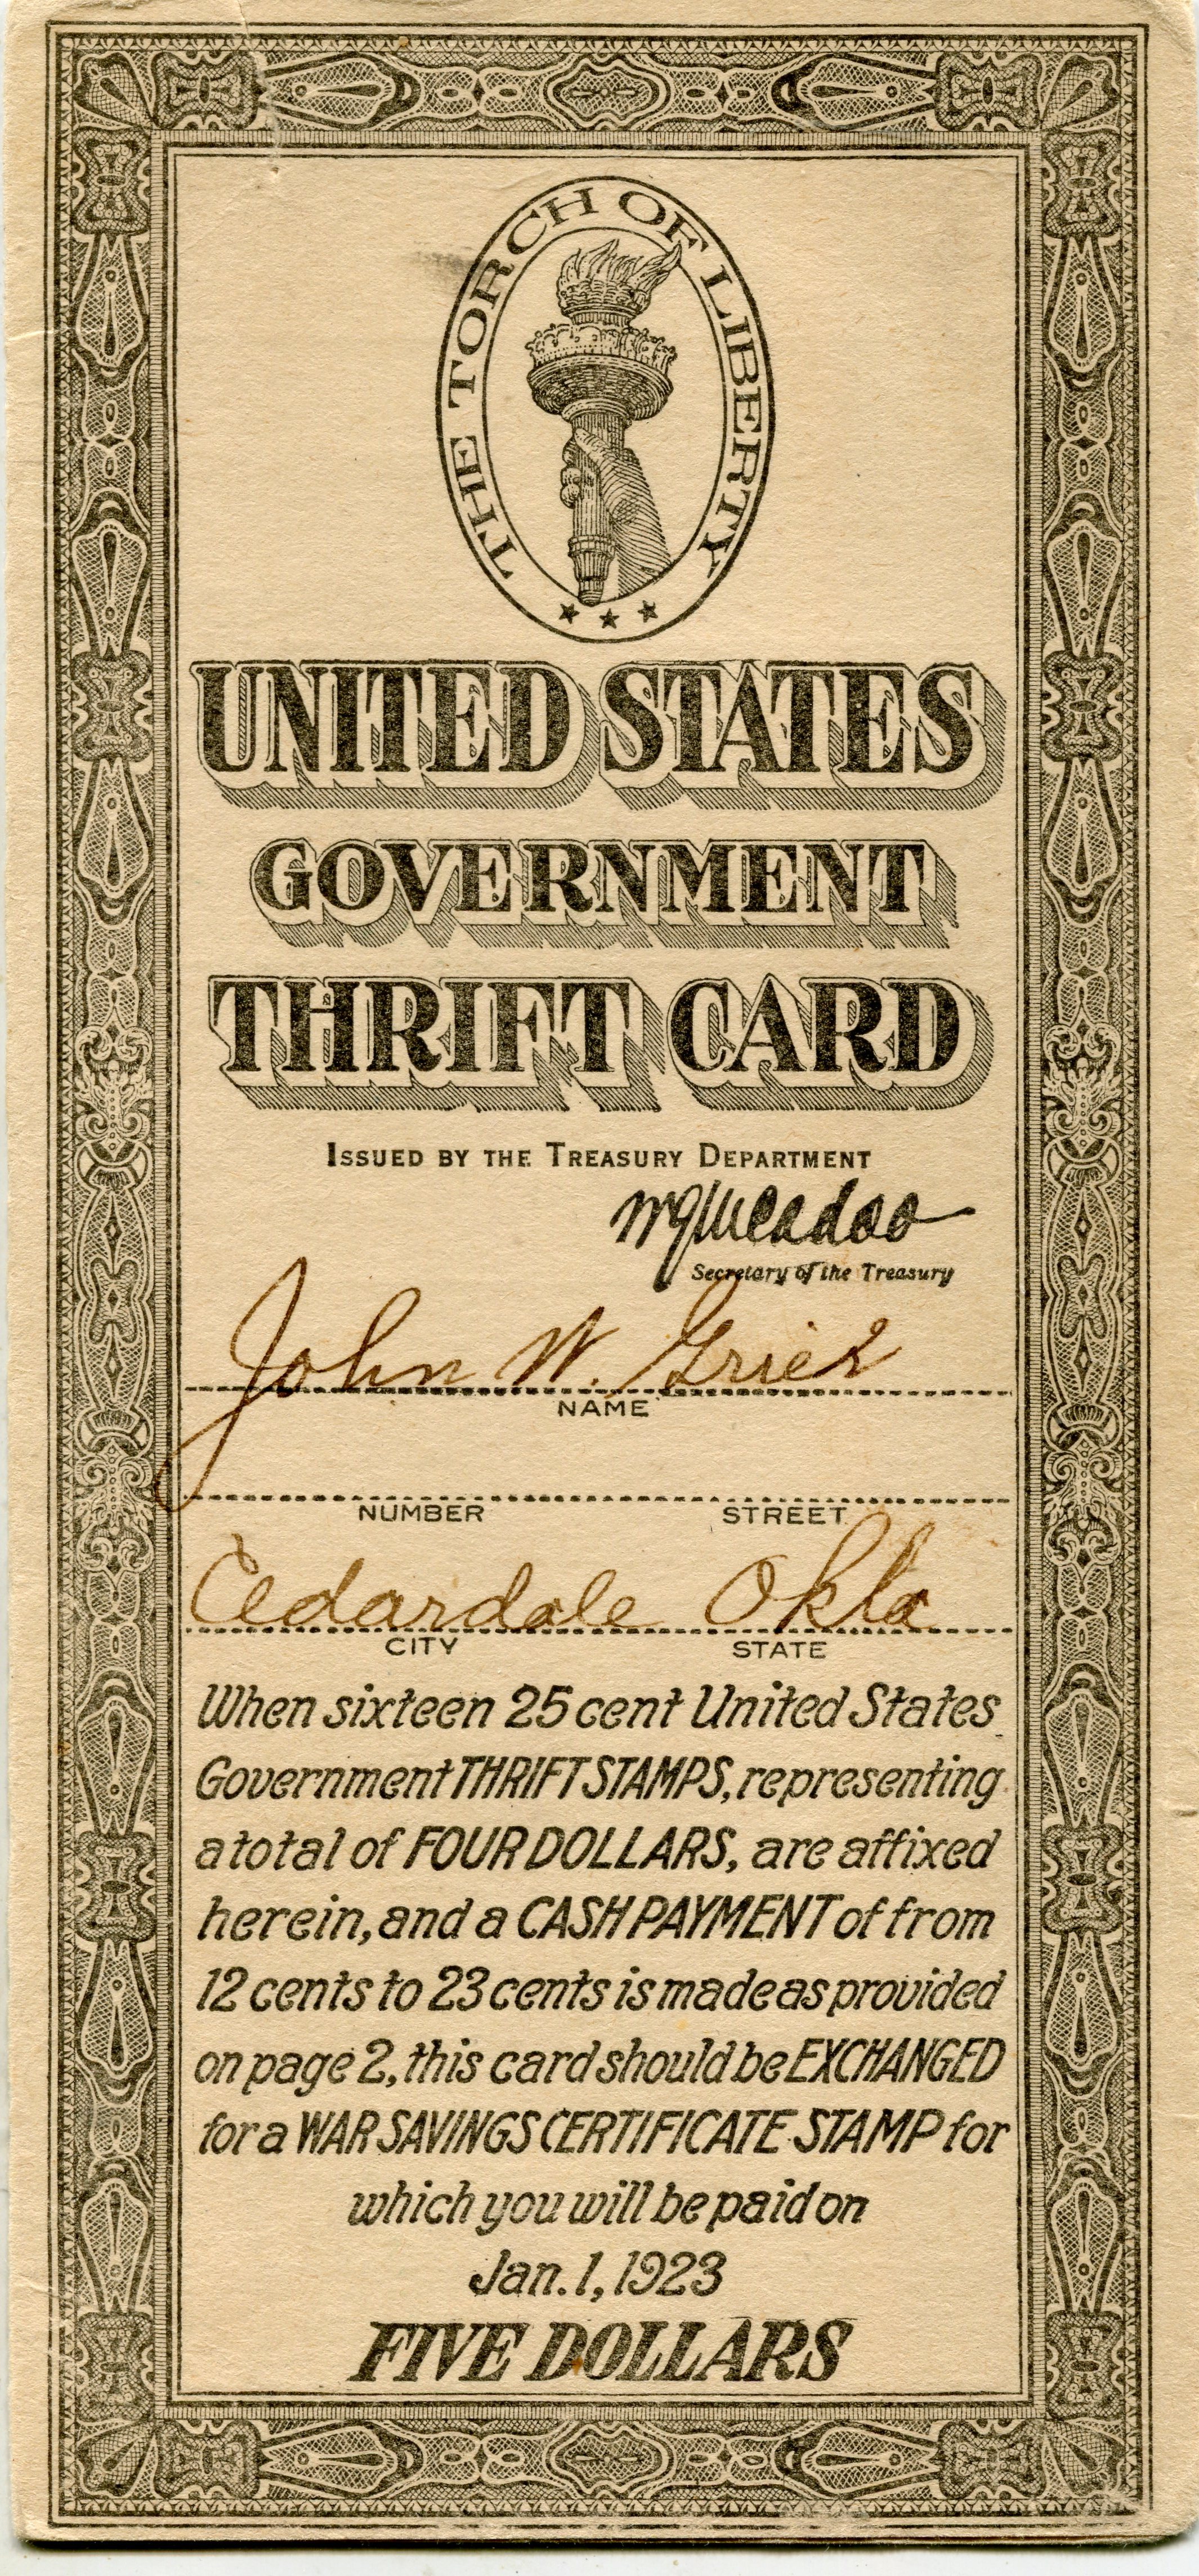 THE TORCH OF LIBERTY
UNITED STATES
GOVERNMENT
THRIFT CARD
ISSUED BY THE TREASURY DEPARTMENT
WGMcAdoo
Secretary of the Treasury
John W. Grier
NAME
NUMBER STREET
Cedardale Okla
CITY STATE
When sixteen 25 cent United States
Government THRIFT STAMPS, representing
a total of FOUR DOLLARS, are affixed
herein, and a CASH PAYMENT of from
12 cents to 23 cents is made as provided
on page 2, this card should be EXCHANGED
for a WAR SAVINGS CERTIFICATE STAMP for
which you will be paid on
Jan. 1, 1923
FIVE DOLLARS